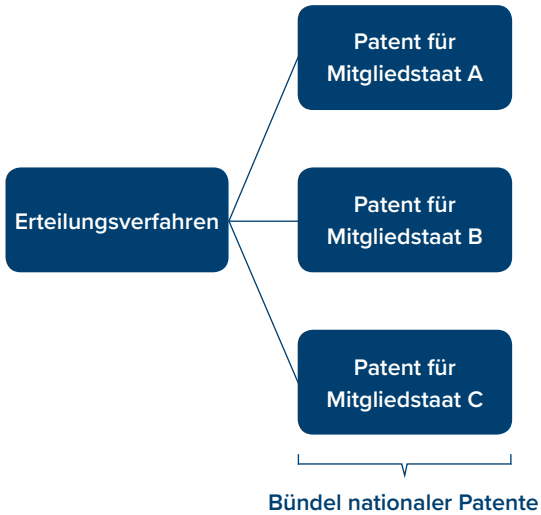 Patent für
Mitgliedstaat A
Erteilungsverfahren
Patent für
Mitgliedstaat B
Patent für
Mitgliedstaat C
Bündel nationaler Patente